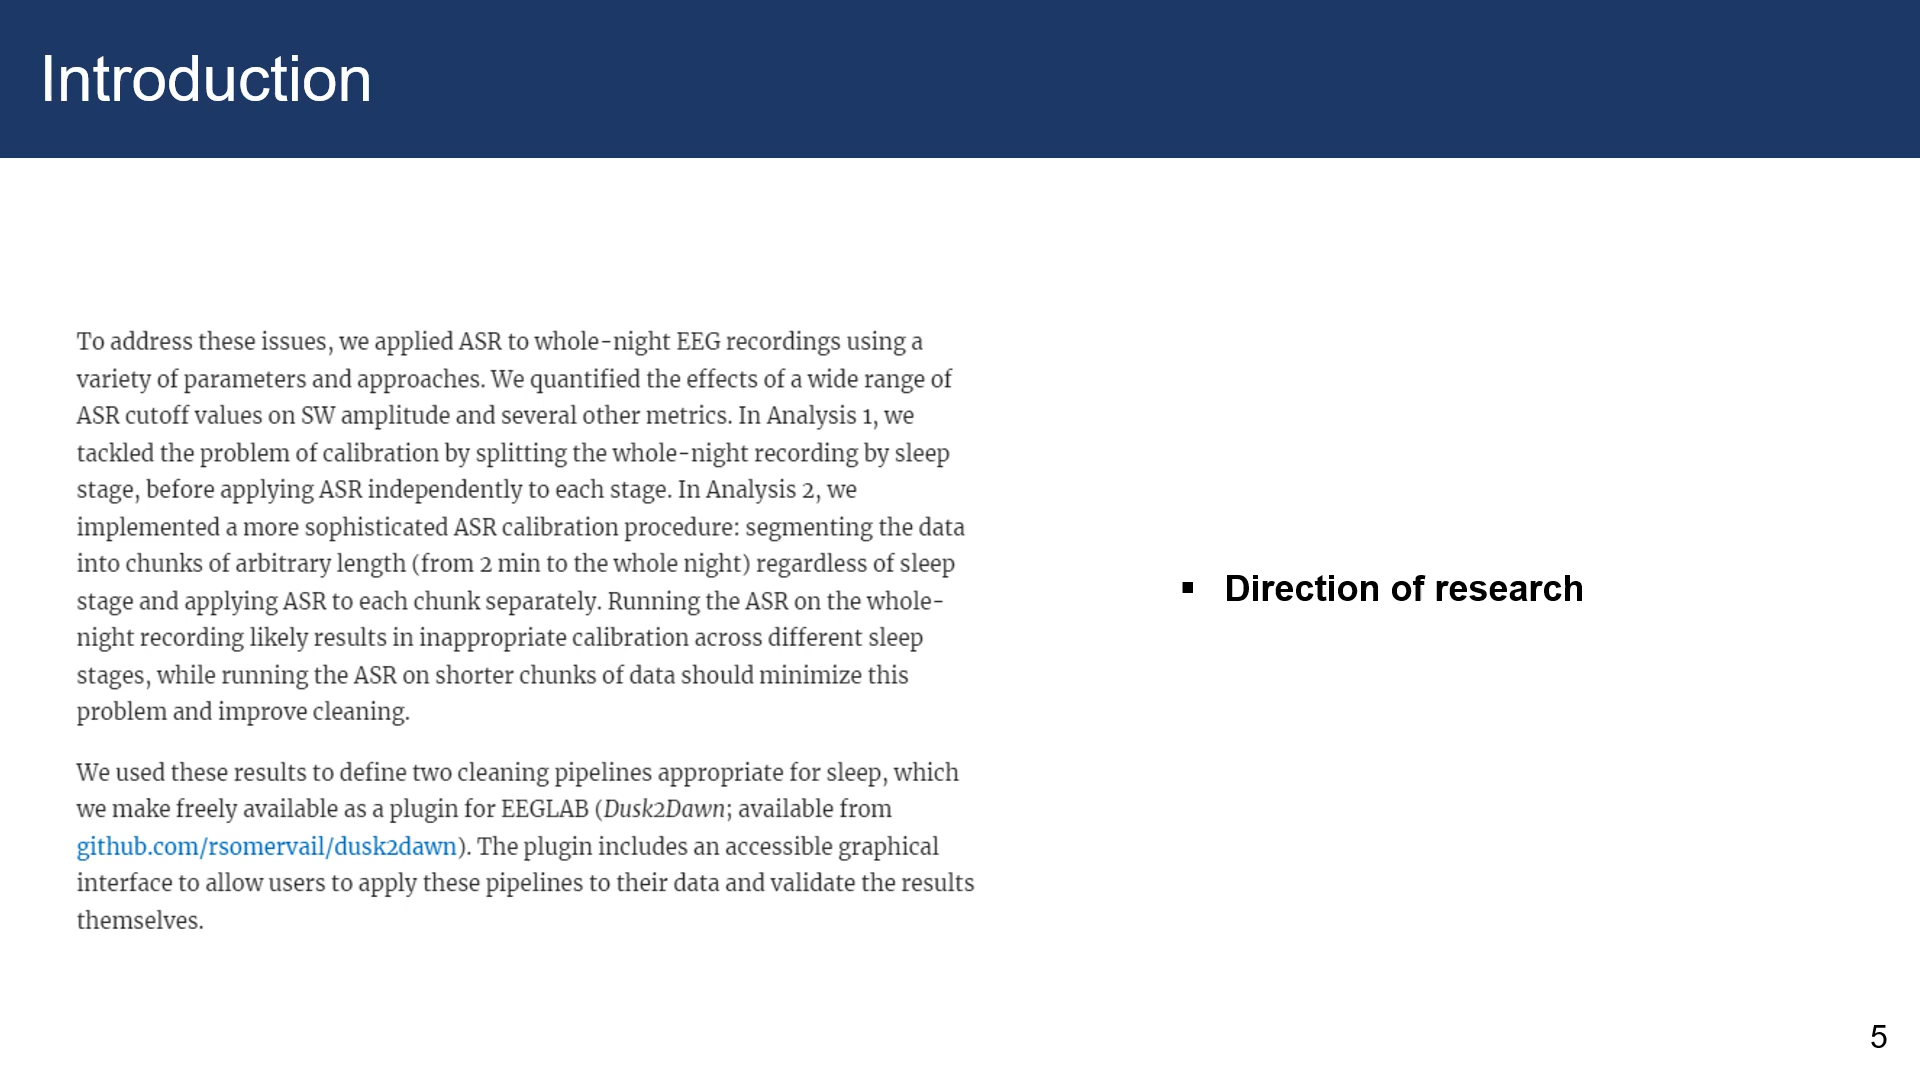 Introduction
To address these issues, we applied ASR to whole-night EEG recordings using a
variety of parameters and approaches. We quantified the effects of a wide range of
ASR cutoff values on SW amplitude and several other metrics. In Analysis 1, we
tackled the problem of calibration by splitting the whole-night recording by sleep
stage, before applying ASR independently to each stage. In Analysis 2, we
implemented a more sophisticated ASR calibration procedure: segmenting the data
into chunks of arbitrary length (from 2 min to the whole night) regardless of sleep
stage and applying ASR to each chunk separately. Running the ASR on the whole-
night recording likely results in inappropriate calibration across different sleep
stages, while running the ASR on shorter chunks of data should minimize this
problem and improve cleaning.
We used these results to define two cleaning pipelines appropriate for sleep, which
we make freely available as a plugin for EEGLAB (Dusk2Dawn; available from
github.com/rsomervail/dusk2dawn). The plugin includes an accessible graphical
interface to allow users to apply these pipelines to their data and validate the results
themselves.
▪ Direction of research
5